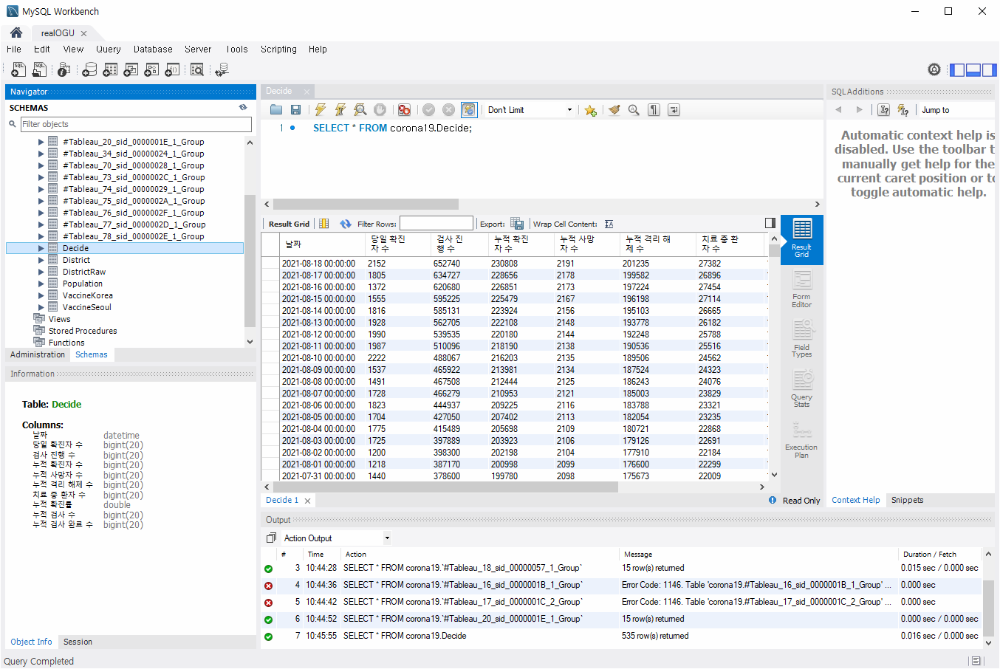 MySQL Workbench
realOGU
File Edit View Query Database Server Tools Scripting Help
Navigator
SCHEMAS
Filter objects
#Tableau_20_sid_0000001E_1_Group
#Tableau_34_sid_00000024_1_Group
#Tableau_70_sid_00000028_1_Group
#Tableau_73_sid_0000002C_1_Group
#Tableau_74_sid_00000029_1_Group
#Tableau_75_sid_0000002A_1_Group
#Tableau_76_sid_0000002F_1_Group
#Tableau_77_sid_0000002D_1_Group
#Tableau_78_sid_0000002E_1_Group
Decide
District
DistrictRaw
Population
VaccineKorea
VaccineSeoul
Views
Stored Procedures
Functions
Administration Schemas
Information
Table: Decide
Columns:
날짜 datetime
당일 확진자 수 bigint(20)
검사 진행 수 bigint(20)
누적 확진자 수 bigint(20)
누적 사망자 수 bigint(20)
누적 격리 해제 수 bigint(20)
치료 중 환자 수 bigint(20)
누적 확진률 double
누적 검사 수 bigint(20)
누적 검사 완료 수 bigint(20)
Object Info Session
Query Completed
Decide
Don't Limit
1 SELECT * FROM corona19.Decide;
Result Grid Filter Rows: Export: Wrap Cell Content:
날짜 당일 확진자 수 검사 진행 수 누적 확진자 수 누적 사망자 수 누적 격리 해제 수 치료 중 환자 수
2021-08-18 00:00:00 2152 652740 230808 2191 201235 27382
2021-08-17 00:00:00 1805 634727 228656 2178 199582 26896
2021-08-16 00:00:00 1372 620680 226851 2173 197224 27454
2021-08-15 00:00:00 1555 595225 225479 2167 196198 27114
2021-08-14 00:00:00 1816 585131 223924 2156 195103 26665
2021-08-13 00:00:00 1928 562705 222108 2148 193778 26182
2021-08-12 00:00:00 1990 539535 220180 2144 192248 25788
2021-08-11 00:00:00 1987 510096 218190 2138 190536 25516
2021-08-10 00:00:00 2222 488067 216203 2135 189506 24562
2021-08-09 00:00:00 1537 465922 213981 2134 187524 24323
2021-08-08 00:00:00 1491 467508 212444 2125 186243 24076
2021-08-07 00:00:00 1728 466279 210953 2121 185003 23829
2021-08-06 00:00:00 1823 444937 209225 2116 183788 23321
2021-08-05 00:00:00 1704 427050 207402 2113 182054 23235
2021-08-04 00:00:00 1775 415489 205698 2109 180721 22868
2021-08-03 00:00:00 1725 397889 203923 2106 179126 22691
2021-08-02 00:00:00 1200 398300 202198 2104 177910 22184
2021-08-01 00:00:00 1218 387170 200998 2099 176600 22299
2021-07-31 00:00:00 1440 378600 199780 2098 175673 22009
Result Grid
Form Editor
Field Types
Query Stats
Execution Plan
Decide 1
Read Only
SQLAdditions
Jump to
Automatic context help is
disabled. Use the toolbar t
manually get help for the
current caret position or to
toggle automatic help.
Context Help Snippets
Output
Action Output
# Time Action Message Duration / Fetch
3 10:44:28 SELECT * FROM corona19.`#Tableau_18_sid_00000057_1_Group` 15 row(s) returned 0.015 sec / 0.000 sec
4 10:44:36 SELECT * FROM corona19.`#Tableau_16_sid_0000001B_1_Group` Error Code: 1146. Table 'corona19.#Tableau_16_sid_0000001B_1_Group' ... 0.000 sec
5 10:44:42 SELECT * FROM corona19.`#Tableau_17_sid_0000001C_2_Group` Error Code: 1146. Table 'corona19.#Tableau_17_sid_0000001C_2_Group' ... 0.000 sec
6 10:44:52 SELECT * FROM corona19.`#Tableau_20_sid_0000001E_1_Group` 15 row(s) returned 0.000 sec / 0.000 sec
7 10:45:55 SELECT * FROM corona19.Decide 535 row(s) returned 0.016 sec / 0.000 sec